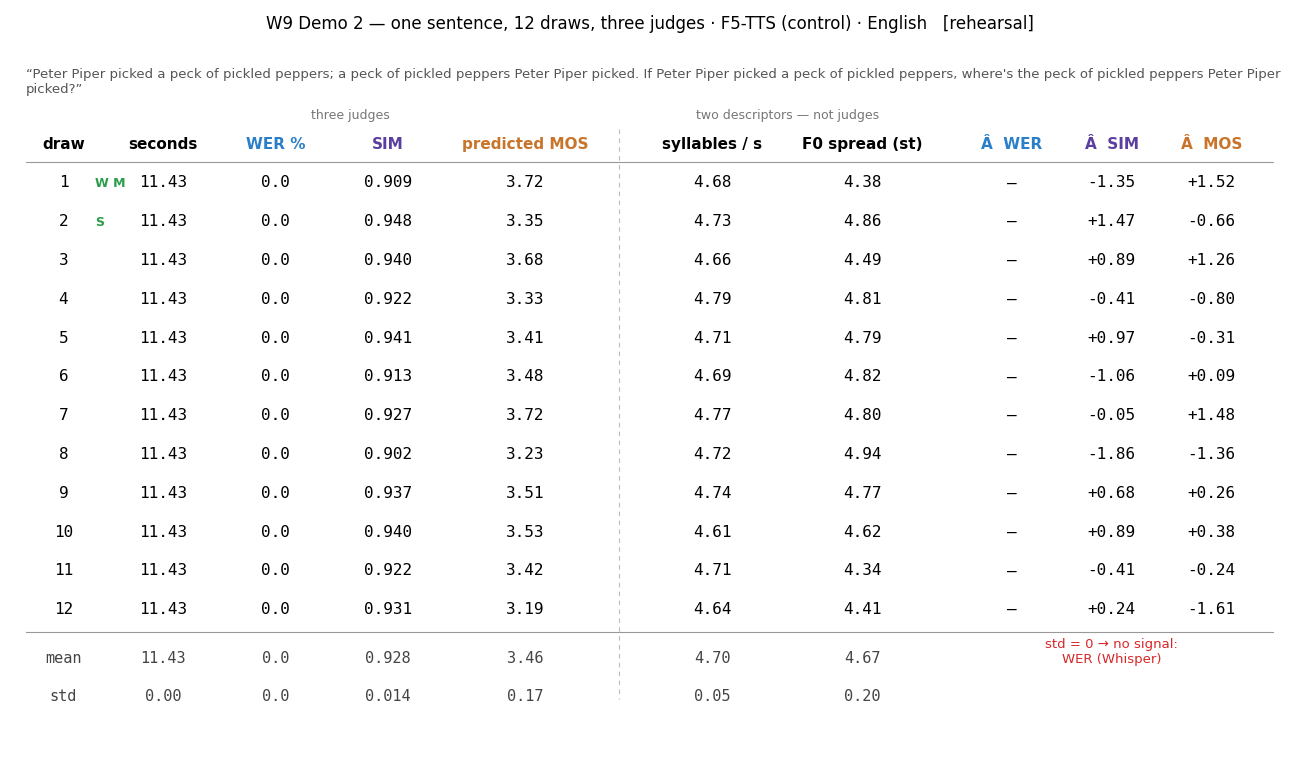 W9 Demo 2 — one sentence, 12 draws, three judges · F5-TTS (control) · English [rehearsal]
“Peter Piper picked a peck of pickled peppers; a peck of pickled peppers Peter Piper picked. If Peter Piper picked a peck of pickled peppers, where's the peck of pickled peppers Peter Piper
picked?”
three judges two descriptors — not judges
draw seconds WER % SIM predicted MOS syllables / s F0 spread (st) Â WER Â SIM Â MOS
1 W M 11.43 0.0 0.909 3.72 4.68 4.38 — -1.35 +1.52
2 S 11.43 0.0 0.948 3.35 4.73 4.86 — +1.47 -0.66
3 11.43 0.0 0.940 3.68 4.66 4.49 — +0.89 +1.26
4 11.43 0.0 0.922 3.33 4.79 4.81 — -0.41 -0.80
5 11.43 0.0 0.941 3.41 4.71 4.79 — +0.97 -0.31
6 11.43 0.0 0.913 3.48 4.69 4.82 — -1.06 +0.09
7 11.43 0.0 0.927 3.72 4.77 4.80 — -0.05 +1.48
8 11.43 0.0 0.902 3.23 4.72 4.94 — -1.86 -1.36
9 11.43 0.0 0.937 3.51 4.74 4.77 — +0.68 +0.26
10 11.43 0.0 0.940 3.53 4.61 4.62 — +0.89 +0.38
11 11.43 0.0 0.922 3.42 4.71 4.34 — -0.41 -0.24
12 11.43 0.0 0.931 3.19 4.64 4.41 — +0.24 -1.61
mean 11.43 0.0 0.928 3.46 4.70 4.67
std = 0 → no signal:
WER (Whisper)
std 0.00 0.0 0.014 0.17 0.05 0.20